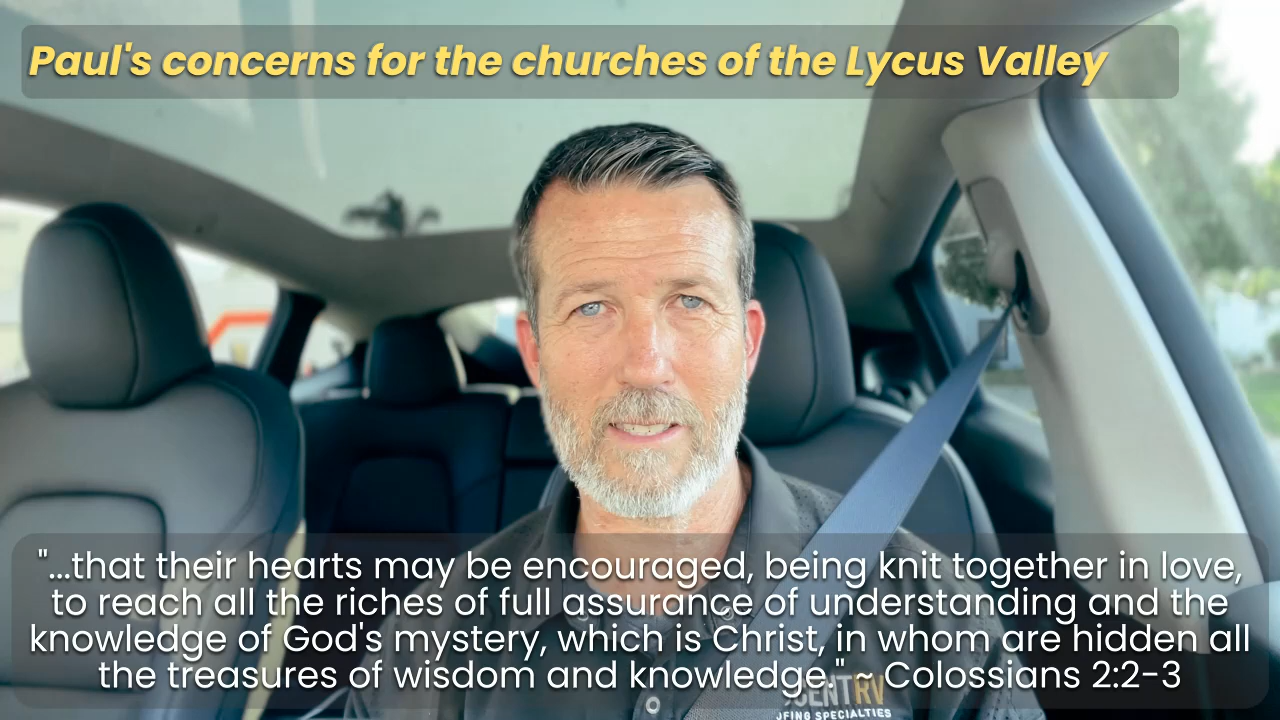 Paul's concerns for the churches of the Lycus Valley
"...that their hearts may be encouraged, being knit together in love,
to reach all the riches of full assurance of understanding and the
knowledge of God's mystery, which is Christ, in whom are hidden all
the treasures of wisdom and knowledge." ~ Colossians 2:2-3
RV
SPECIALTIES